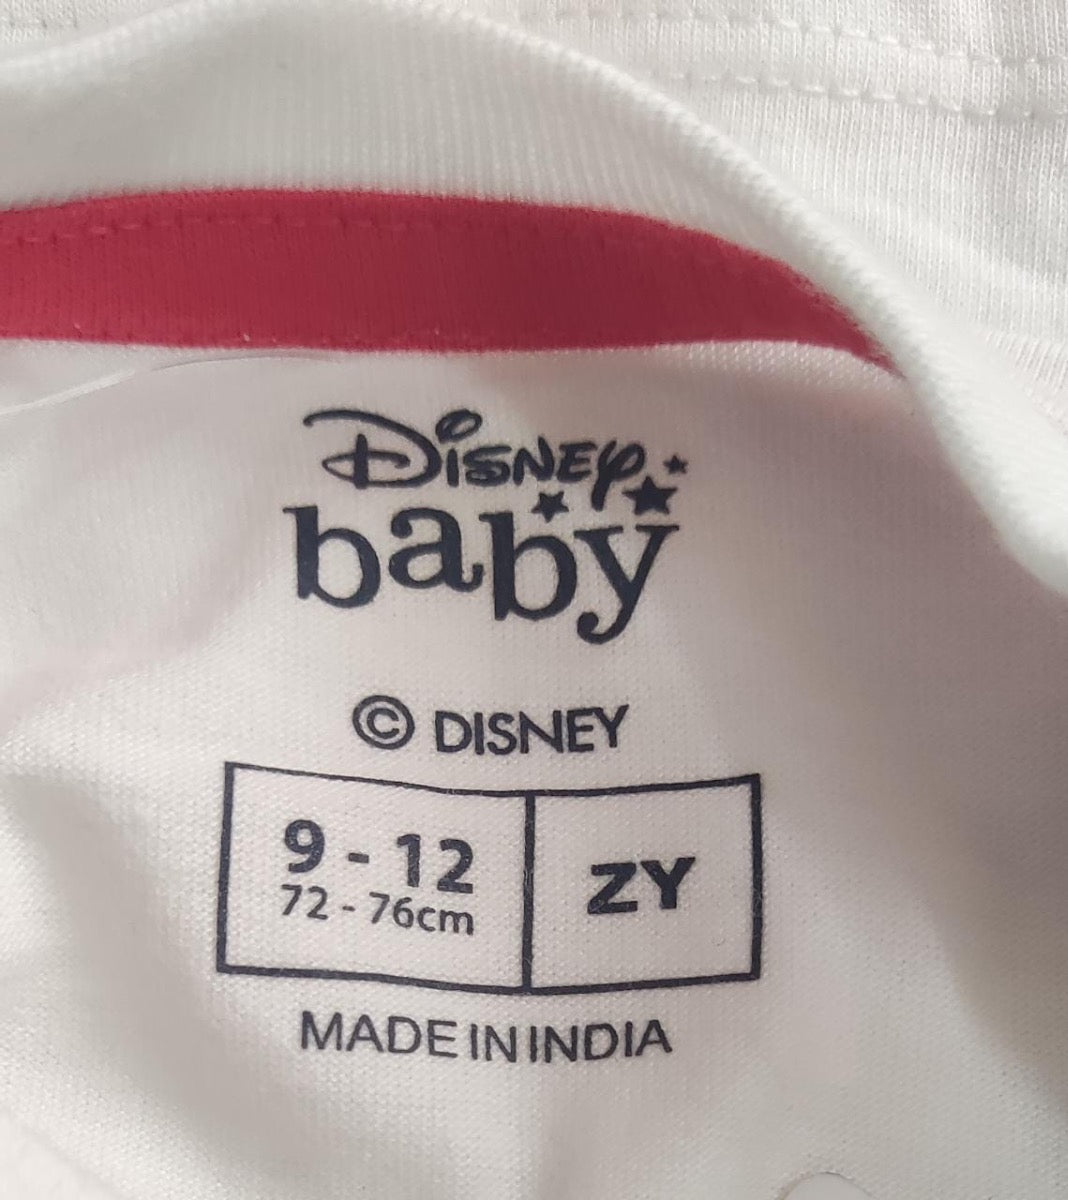 Disney
baby
© DISNEY
9 - 12
72 - 76cm
ZY
MADE IN INDIA